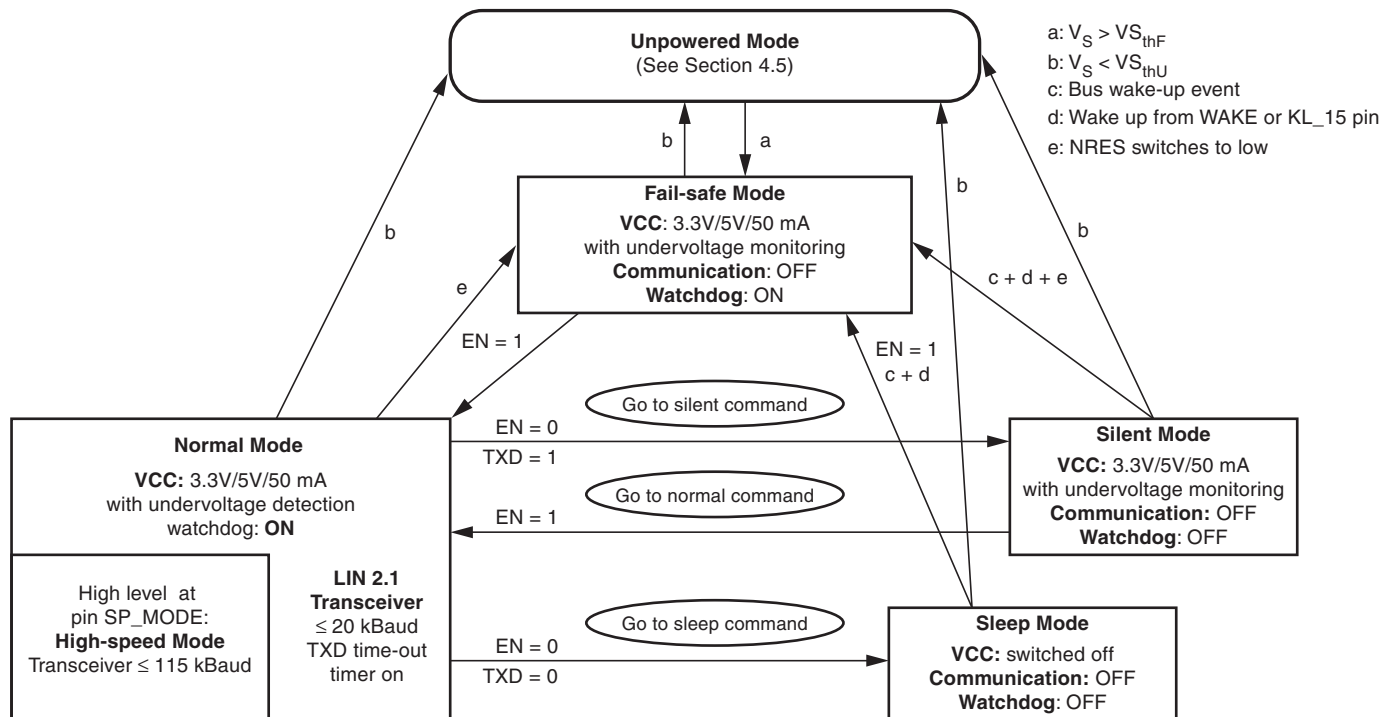 Unpowered Mode
(See Section 4.5)
a: VS > VSthF
b: VS < VSthU
c: Bus wake-up event
d: Wake up from WAKE or KL_15 pin
e: NRES switches to low
b
a
b
b
b
Fail-safe Mode
VCC: 3.3V/5V/50 mA
with undervoltage monitoring
Communication: OFF
Watchdog: ON
e
c + d + e
EN = 1
EN = 1
c + d
Go to silent command
EN = 0
TXD = 1
Go to normal command
EN = 1
Normal Mode
VCC: 3.3V/5V/50 mA
with undervoltage detection
watchdog: ON
High level at
pin SP_MODE:
High-speed Mode
Transceiver ≤ 115 kBaud
LIN 2.1
Transceiver
≤ 20 kBaud
TXD time-out
timer on
Silent Mode
VCC: 3.3V/5V/50 mA
with undervoltage monitoring
Communication: OFF
Watchdog: OFF
Go to sleep command
EN = 0
TXD = 0
Sleep Mode
VCC: switched off
Communication: OFF
Watchdog: OFF